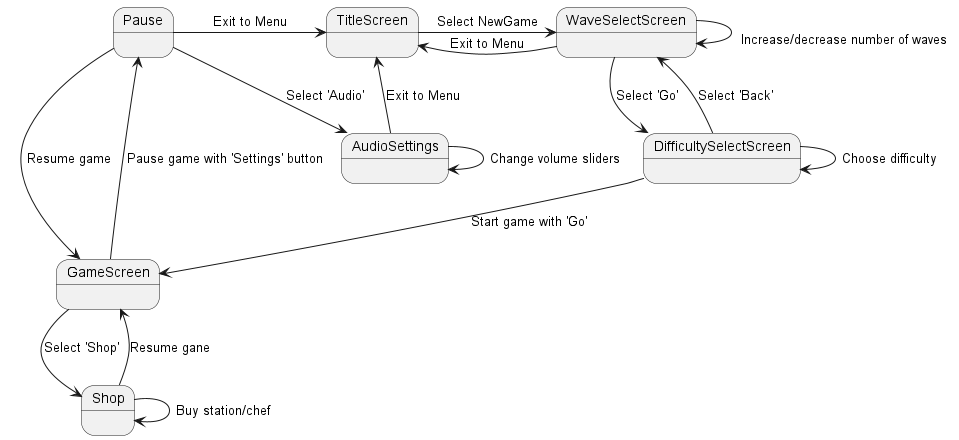 Pause
Exit to Menu
TitleScreen
Select NewGame
WaveSelectScreen
Exit to Menu
Increase/decrease number of waves
Select 'Audio'
Exit to Menu
Select 'Go'
Select 'Back'
AudioSettings
DifficultySelectScreen
Resume game
Pause game with 'Settings' button
Change volume sliders
Choose difficulty
Start game with 'Go'
GameScreen
Select 'Shop'
Resume gane
Shop
Buy station/chef